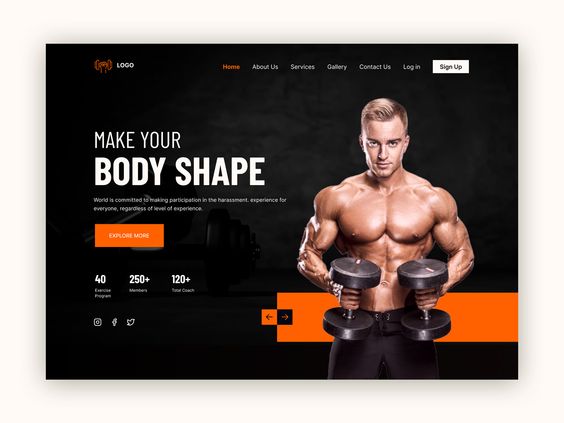 LOGO
Home About Us Services Gallery Contact Us Log in Sign Up
MAKE YOUR
BODY SHAPE
World is committed to making participation in the harassment. experience for
everyone, regardless of level of experience.
EXPLORE MORE
40 250+ 120+
Exercise Members Total Coach
Program